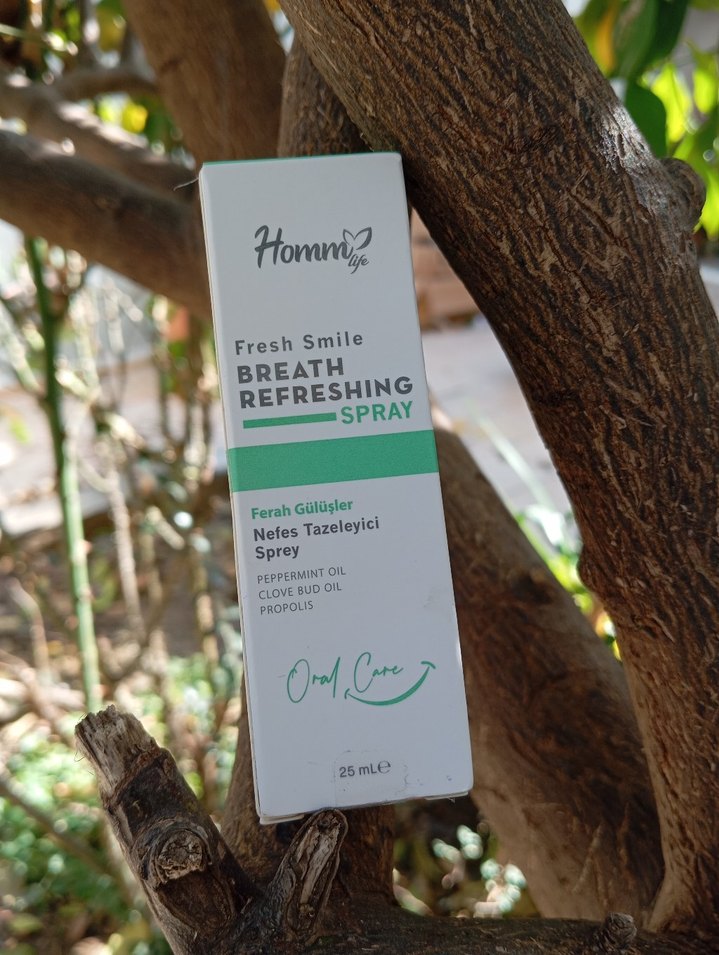 Homm
life
Fresh Smile
BREATH
REFRESHING
SPRAY
Ferah Gülüşler
Nefes Tazeleyici
Sprey
PEPPERMINT OIL
CLOVE BUD OIL
PROPOLIS
Oral Care
25 mL℮